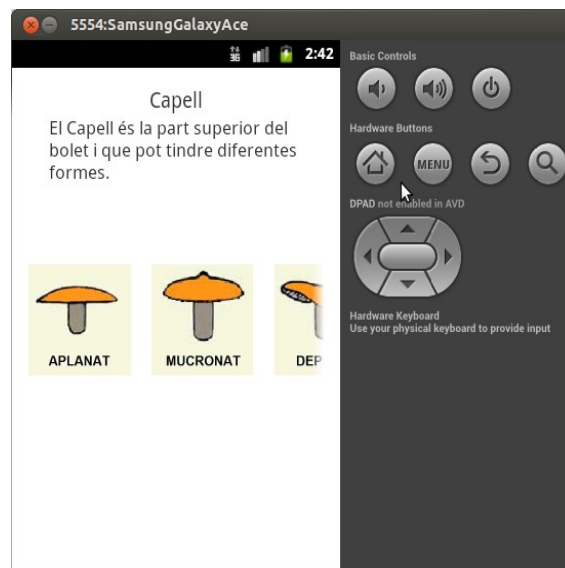 5554:SamsungGalaxyAce
3G 2:42
Capell
El Capell és la part superior del
bolet i que pot tindre diferentes
formes.
APLANAT
MUCRONAT
DEP
Basic Controls
Hardware Buttons
MENU
DPAD not enabled in AVD
Hardware Keyboard
Use your physical keyboard to provide input